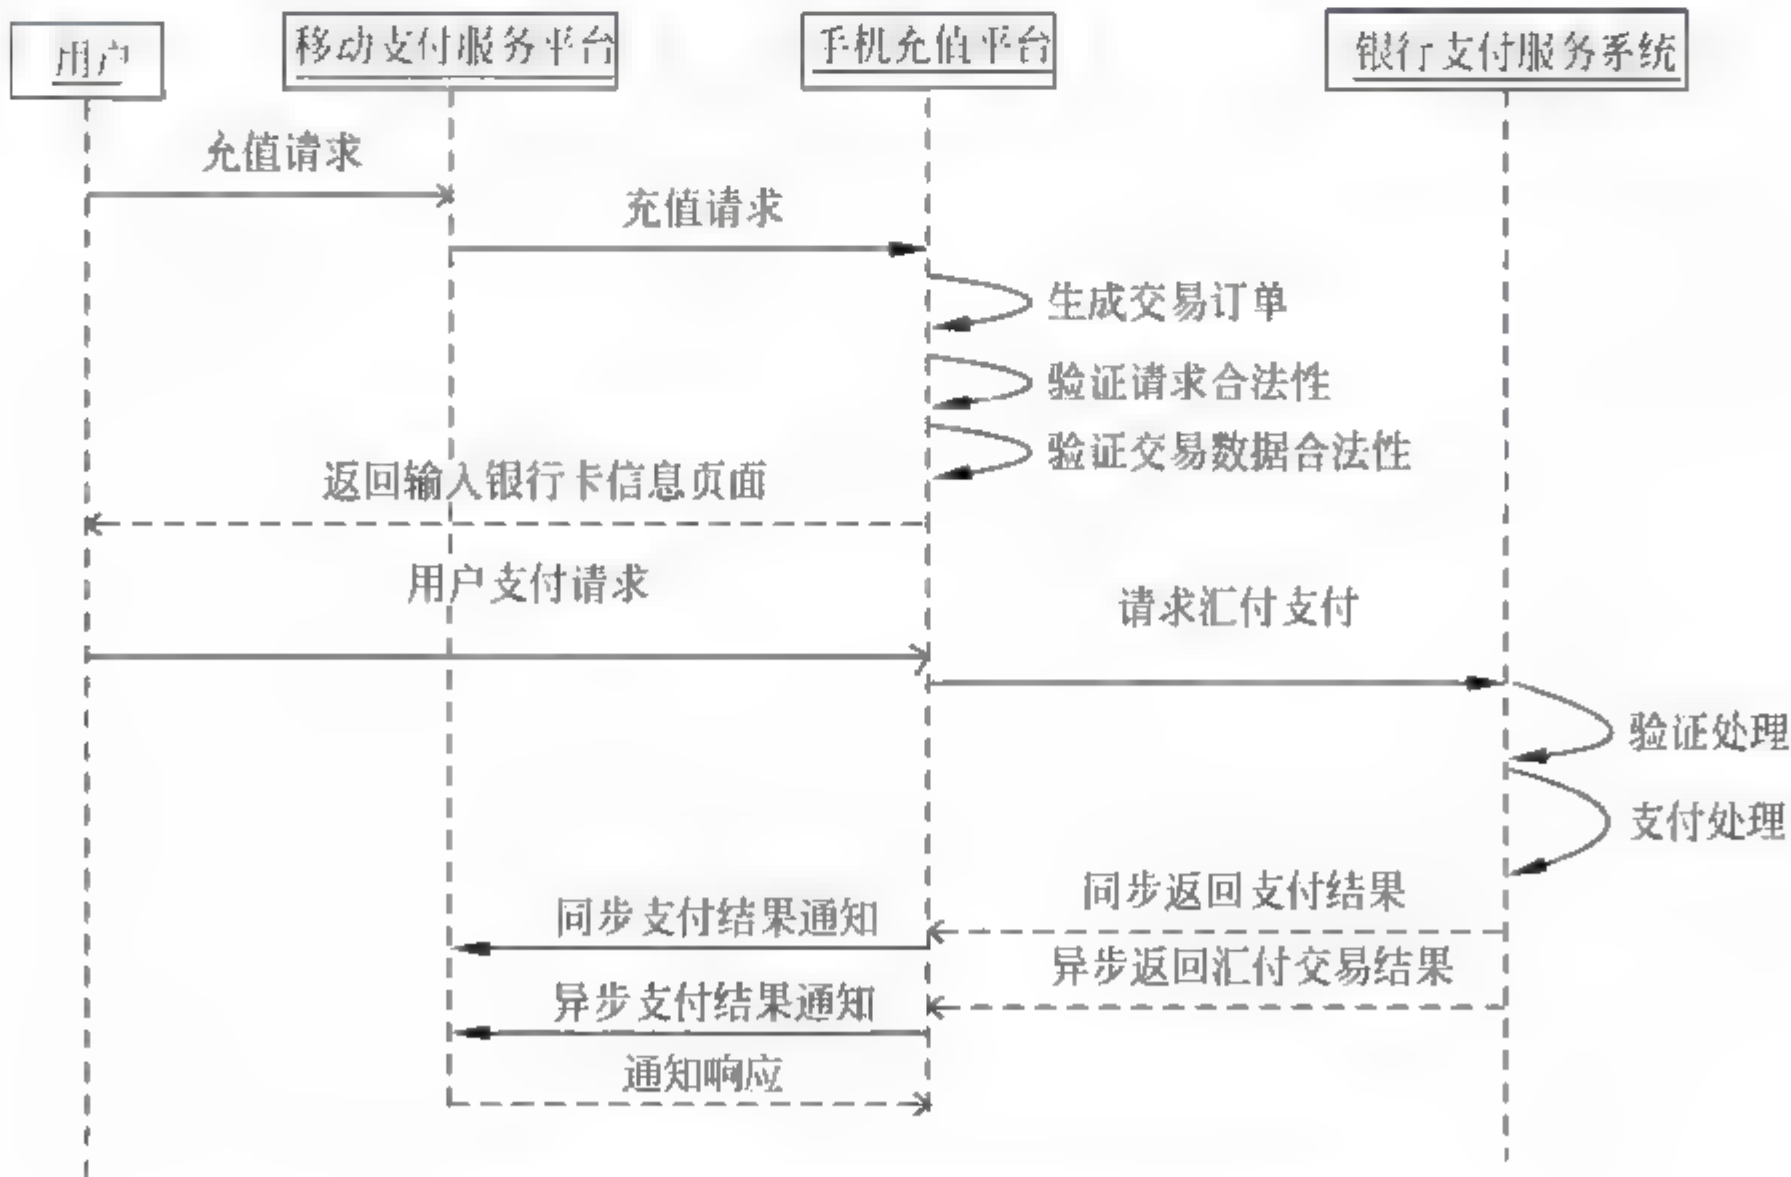 用户
移动支付服务平台
手机充值平台
银行支付服务系统
充值请求
充值请求
生成交易订单
验证请求合法性
验证交易数据合法性
返回输入银行卡信息页面
用户支付请求
请求汇付支付
验证处理
支付处理
同步返回支付结果
同步支付结果通知
异步返回汇付交易结果
异步支付结果通知
通知响应